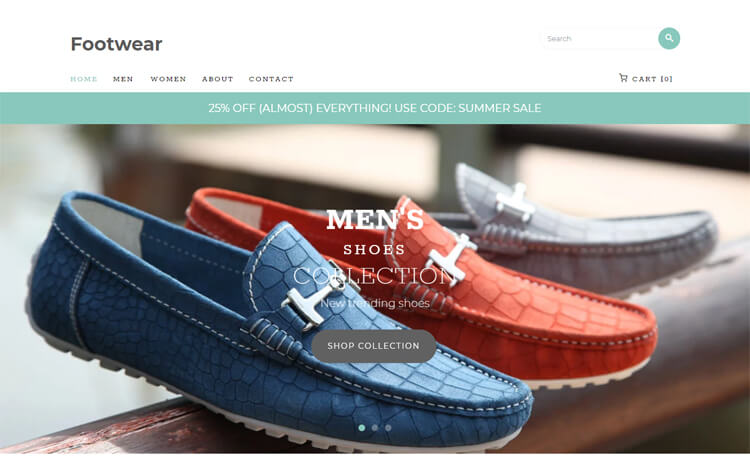 Footwear
Search
HOME MEN WOMEN ABOUT CONTACT
CART [0]
25% OFF (ALMOST) EVERYTHING! USE CODE: SUMMER SALE
MEN'S
SHOES
COLLECTION
New trending shoes
SHOP COLLECTION